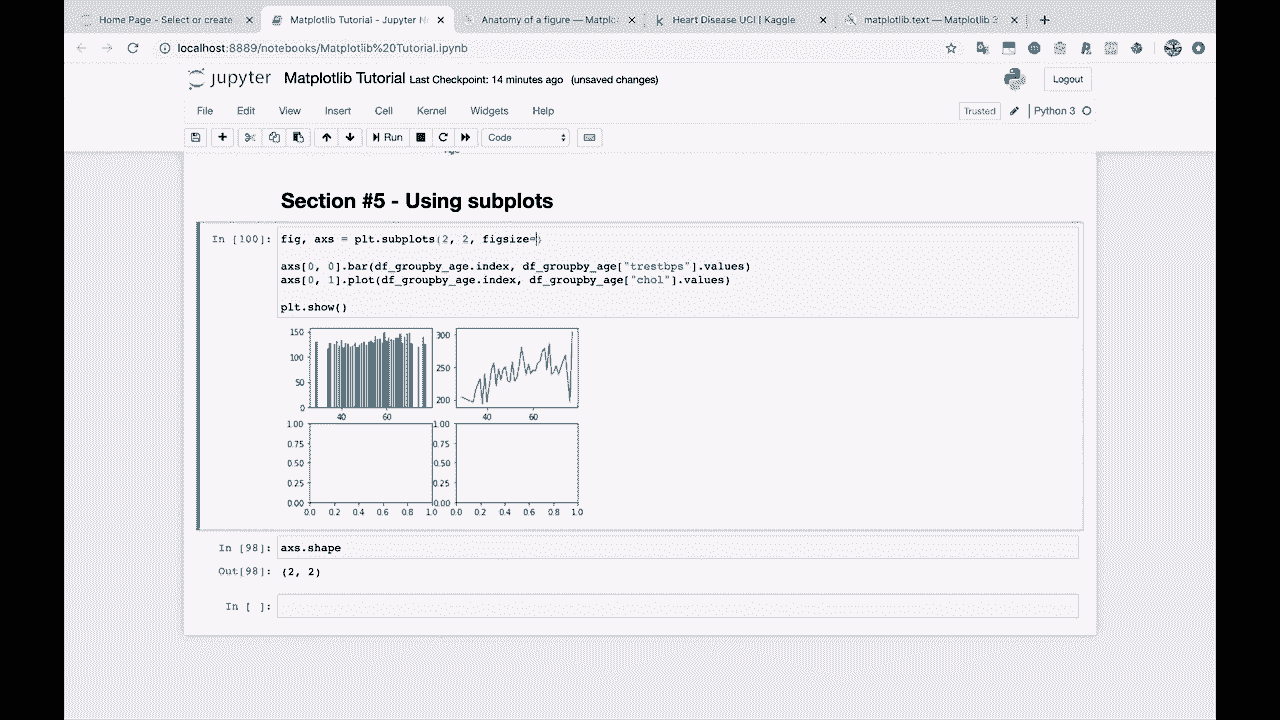 Home Page - Select or create
Matplotlib Tutorial - Jupyter N
Anatomy of a figure — Matplo
Heart Disease UCI | Kaggle
matplotlib.text — Matplotlib 3
localhost:8889/notebooks/Matplotlib%20Tutorial.ipynb
jupyter Matplotlib Tutorial Last Checkpoint: 14 minutes ago (unsaved changes)
Logout
File Edit View Insert Cell Kernel Widgets Help
Trusted Python 3
Run Code
Section #5 - Using subplots
In [100]: fig, axs = plt.subplots(2, 2, figsize=)
axs[0, 0].bar(df_groupby_age.index, df_groupby_age["trestbps"].values)
axs[0, 1].plot(df_groupby_age.index, df_groupby_age["chol"].values)
plt.show()
150
100
50
0
40 60
300
250
200
40 60
1.00
0.75
0.50
0.25
0.00
0.0 0.2 0.4 0.6 0.8 1.0
1.00
0.75
0.50
0.25
0.00
0.0 0.2 0.4 0.6 0.8 1.0
In [98]: axs.shape
Out[98]: (2, 2)
In [ ]: